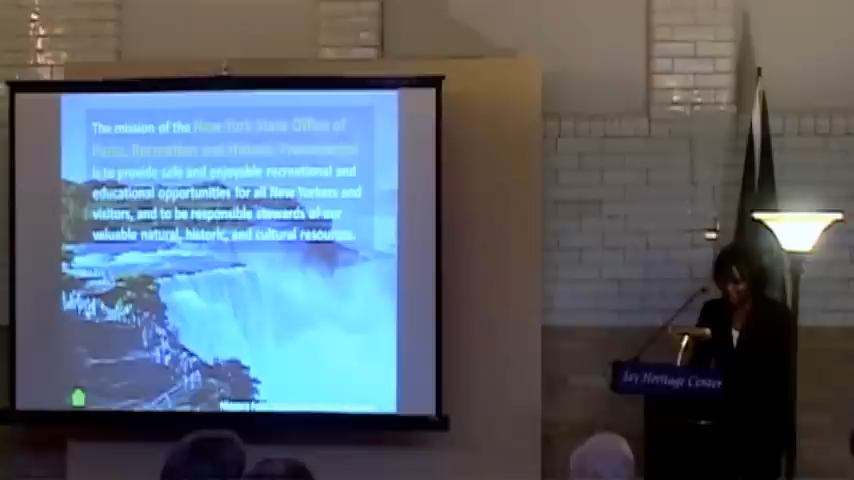 The mission of the New York State Office of
Parks, Recreation and Historic Preservation
is to provide safe and enjoyable recreational and
educational opportunities for all New Yorkers and
visitors, and to be responsible stewards of our
valuable natural, historic, and cultural resources.
Jay Heritage Center